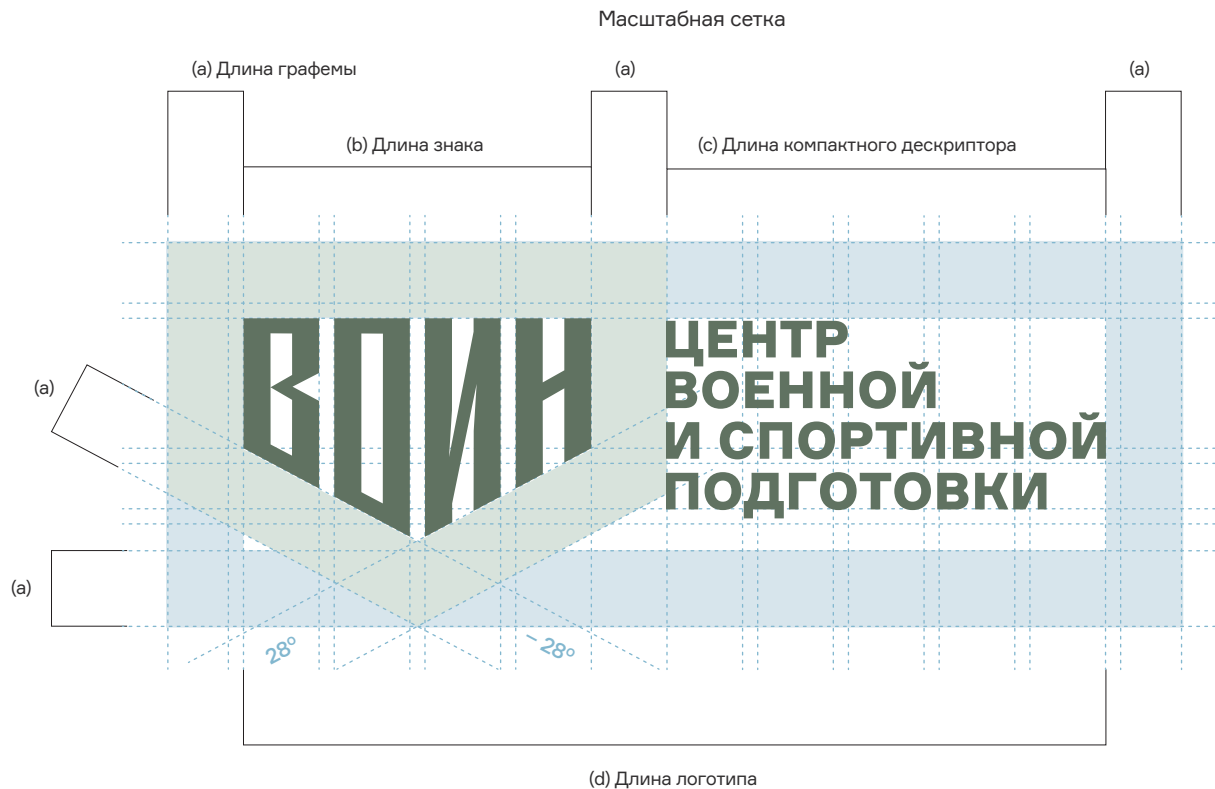 Масштабная сетка
(a) Длина графемы
(a)
(a)
(b) Длина знака
(c) Длина компактного дескриптора
ВОИН
ЦЕНТР
ВОЕННОЙ
И СПОРТИВНОЙ
ПОДГОТОВКИ
(a)
(a)
28°
– 28°
(d) Длина логотипа